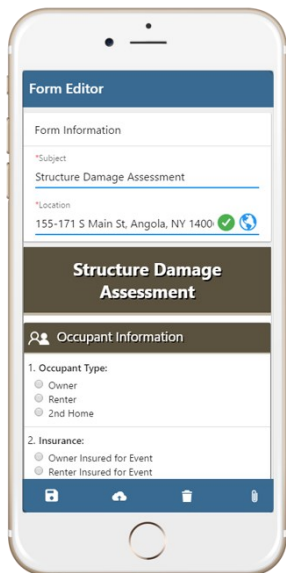 Form Editor
Form Information
*Subject
Structure Damage Assessment
*Location
155-171 S Main St, Angola, NY 1400
Structure Damage
Assessment
Occupant Information
1. Occupant Type:
Owner
Renter
2nd Home
2. Insurance:
Owner Insured for Event
Renter Insured for Event